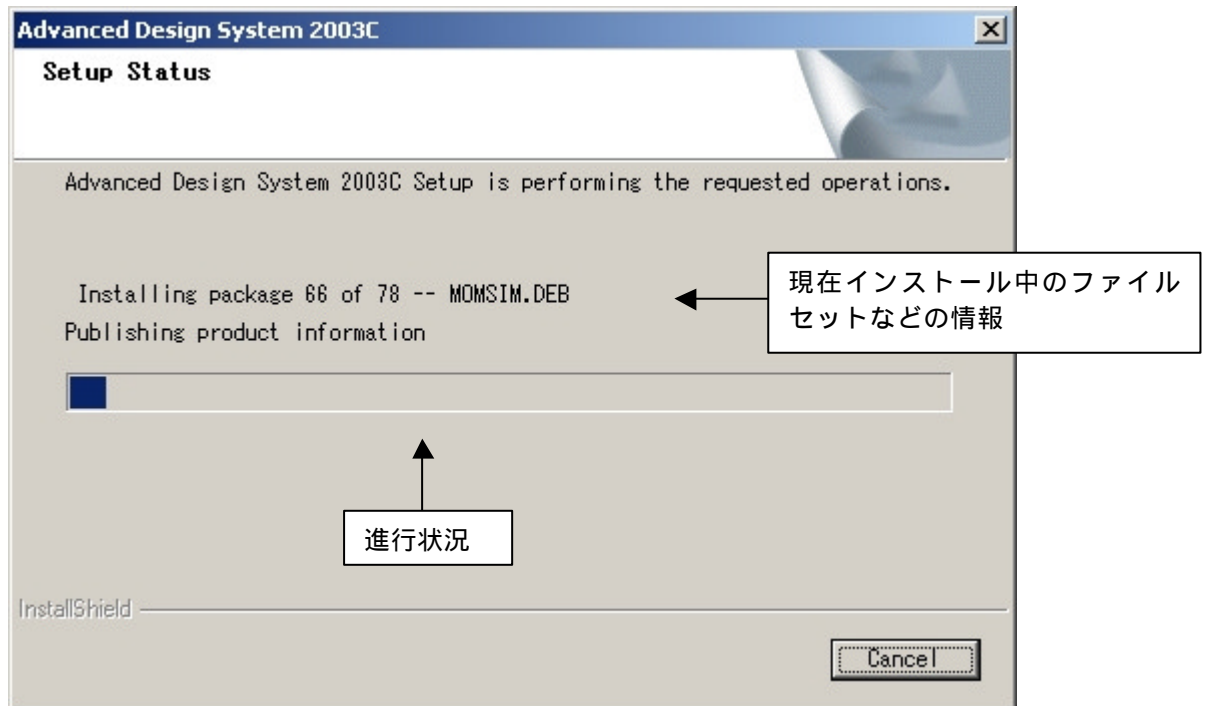 Advanced Design System 2003C
Setup Status
Advanced Design System 2003C Setup is performing the requested operations.
Installing package 66 of 78 -- MOMSIM.DEB
現在インストール中のファイル
セットなどの情報
Publishing product information
進行状況
InstallShield
Cancel